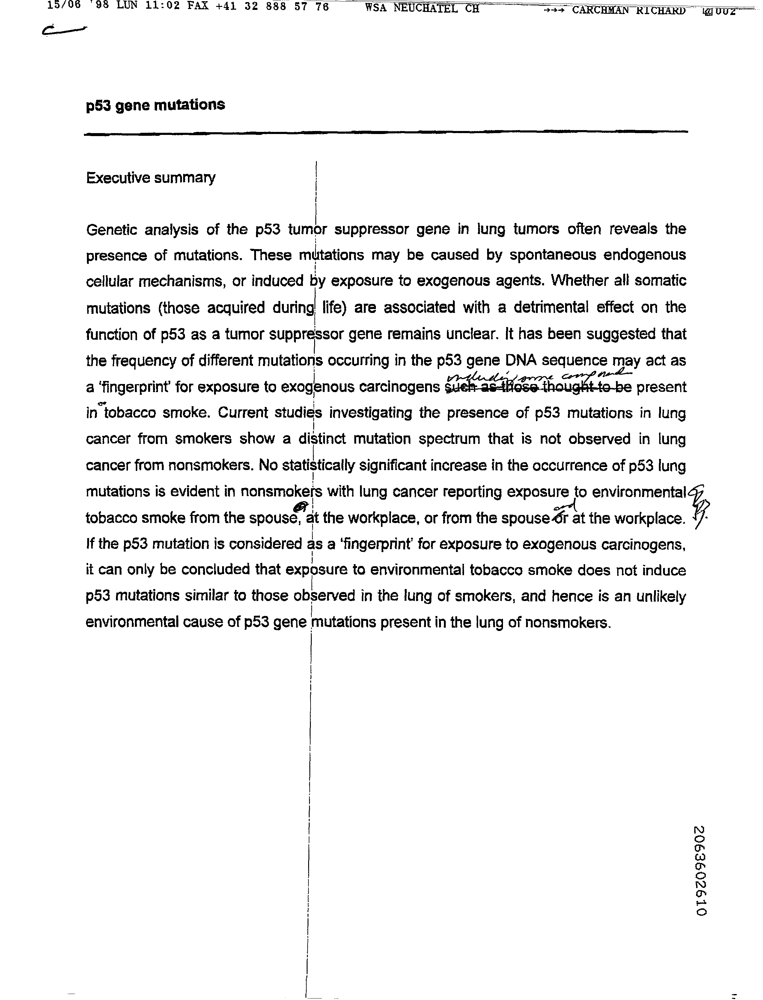 15/06 '98 LUN 11:02 FAX +41 32 888 57 76 WSA NEUCHATEL CH →→→ CARCHMAN RICHARD 002
p53 gene mutations
Executive summary
Genetic analysis of the p53 tumor suppressor gene in lung tumors often reveals the
presence of mutations. These mutations may be caused by spontaneous endogenous
cellular mechanisms, or induced by exposure to exogenous agents. Whether all somatic
mutations (those acquired during life) are associated with a detrimental effect on the
function of p53 as a tumor suppressor gene remains unclear. It has been suggested that
the frequency of different mutations occurring in the p53 gene DNA sequence may act as
including some compounds
a 'fingerprint' for exposure to exogenous carcinogens such as those thought to be present
in tobacco smoke. Current studies investigating the presence of p53 mutations in lung
cancer from smokers show a distinct mutation spectrum that is not observed in lung
cancer from nonsmokers. No statistically significant increase in the occurrence of p53 lung
mutations is evident in nonsmokers with lung cancer reporting exposure to environmental
and
tobacco smoke from the spouse, at the workplace, or from the spouse or at the workplace.
If the p53 mutation is considered as a 'fingerprint' for exposure to exogenous carcinogens,
it can only be concluded that exposure to environmental tobacco smoke does not induce
p53 mutations similar to those observed in the lung of smokers, and hence is an unlikely
environmental cause of p53 gene mutations present in the lung of nonsmokers.
2063602610